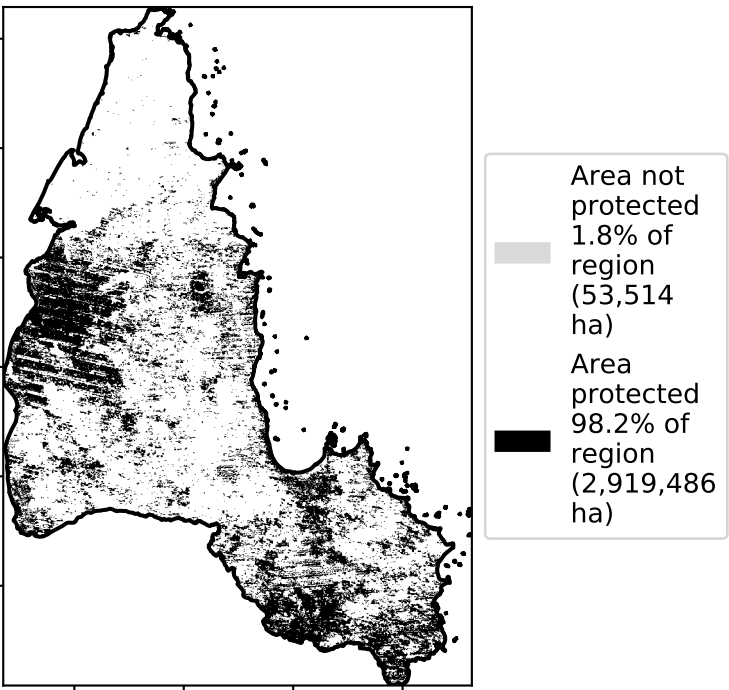 Area not
protected
1.8% of
region
(53,514
ha)
Area
protected
98.2% of
region
(2,919,486
ha)